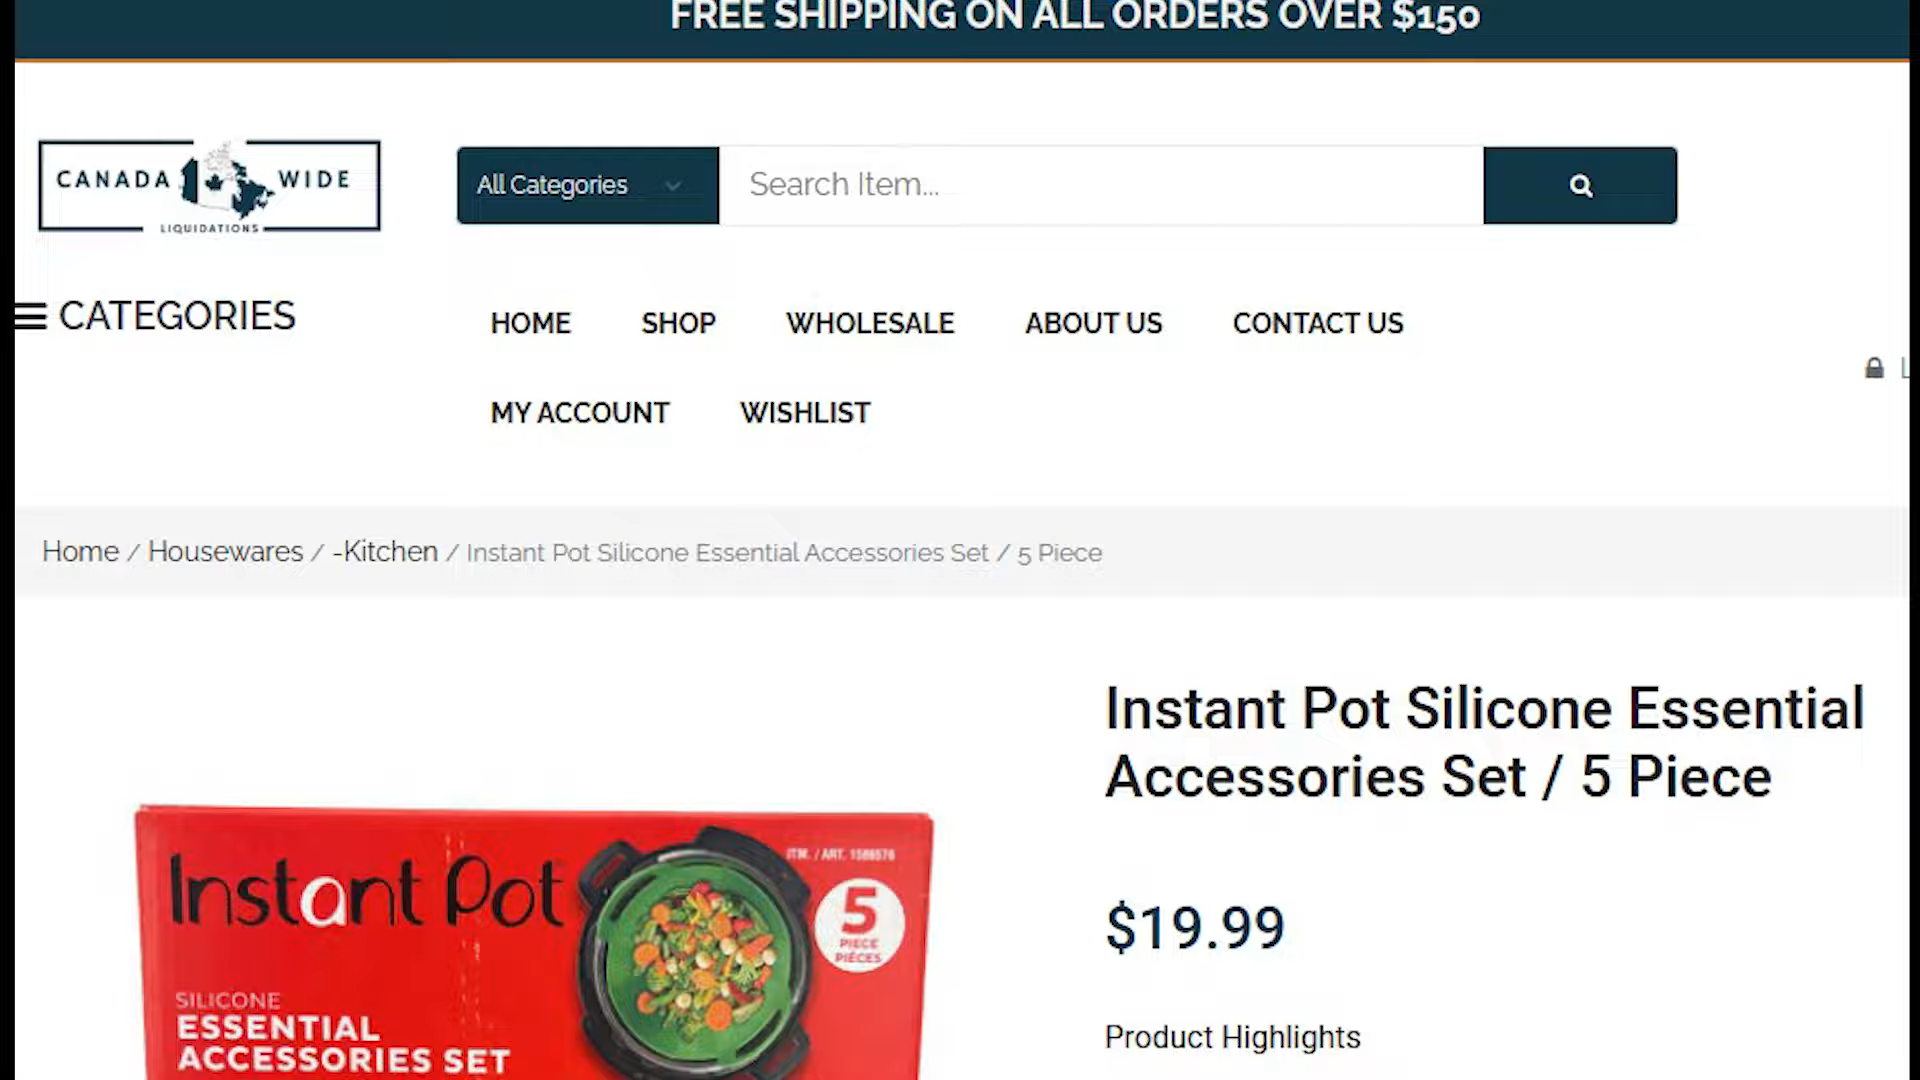 FREE SHIPPING ON ALL ORDERS OVER $150
CANADA WIDE
LIQUIDATIONS
All Categories
Search Item...
CATEGORIES
HOME
SHOP
WHOLESALE
ABOUT US
CONTACT US
MY ACCOUNT
WISHLIST
Home / Housewares / -Kitchen / Instant Pot Silicone Essential Accessories Set / 5 Piece
Instant Pot Silicone Essential
Accessories Set / 5 Piece
$19.99
Product Highlights
Instant Pot
ITM. / ART. 1586576
5
PIECE
PIÈCES
SILICONE
ESSENTIAL
ACCESSORIES SET